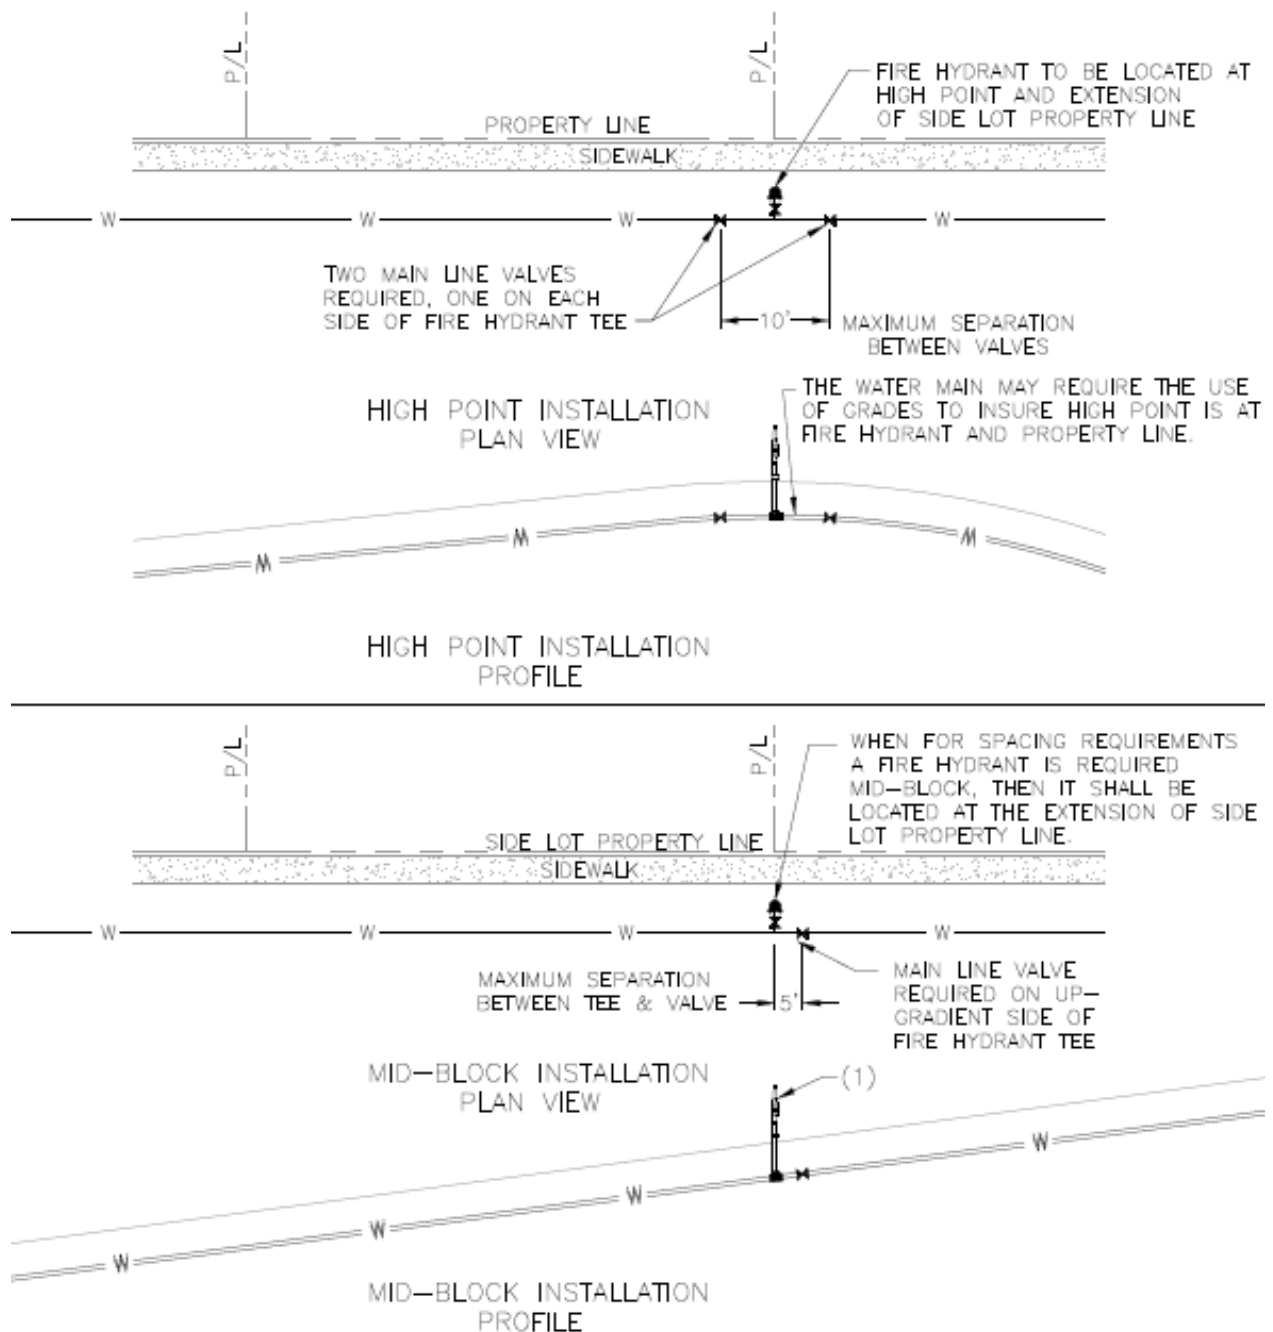 P/L
P/L
FIRE HYDRANT TO BE LOCATED AT
HIGH POINT AND EXTENSION
OF SIDE LOT PROPERTY LINE
PROPERTY LINE
SIDEWALK
W
W
W
W
TWO MAIN LINE VALVES
REQUIRED, ONE ON EACH
SIDE OF FIRE HYDRANT TEE
10'
MAXIMUM SEPARATION
BETWEEN VALVES
THE WATER MAIN MAY REQUIRE THE USE
OF GRADES TO INSURE HIGH POINT IS AT
FIRE HYDRANT AND PROPERTY LINE.
HIGH POINT INSTALLATION
PLAN VIEW
W
W
W
HIGH POINT INSTALLATION
PROFILE
P/L
P/L
WHEN FOR SPACING REQUIREMENTS
A FIRE HYDRANT IS REQUIRED
MID-BLOCK, THEN IT SHALL BE
LOCATED AT THE EXTENSION OF SIDE
LOT PROPERTY LINE.
SIDE LOT PROPERTY LINE
SIDEWALK
W
W
W
W
MAXIMUM SEPARATION
BETWEEN TEE & VALVE
5'
MAIN LINE VALVE
REQUIRED ON UP-
GRADIENT SIDE OF
FIRE HYDRANT TEE
MID-BLOCK INSTALLATION
PLAN VIEW
(1)
W
W
W
W
MID-BLOCK INSTALLATION
PROFILE